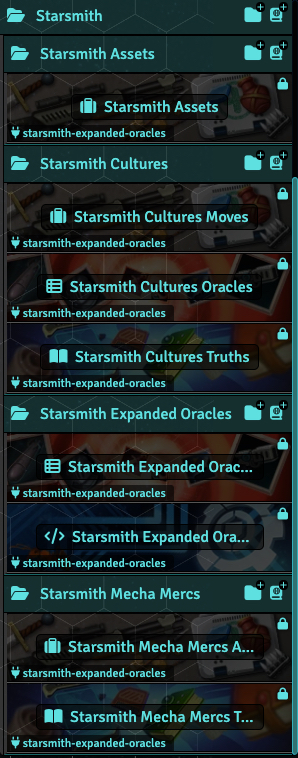 Starsmith
Starsmith Assets
Starsmith Assets
starsmith-expanded-oracles
Starsmith Cultures
Starsmith Cultures Moves
starsmith-expanded-oracles
Starsmith Cultures Oracles
starsmith-expanded-oracles
Starsmith Cultures Truths
starsmith-expanded-oracles
Starsmith Expanded Oracles
Starsmith Expanded Orac...
starsmith-expanded-oracles
Starsmith Expanded Ora...
starsmith-expanded-oracles
Starsmith Mecha Mercs
Starsmith Mecha Mercs A...
starsmith-expanded-oracles
Starsmith Mecha Mercs T...
starsmith-expanded-oracles